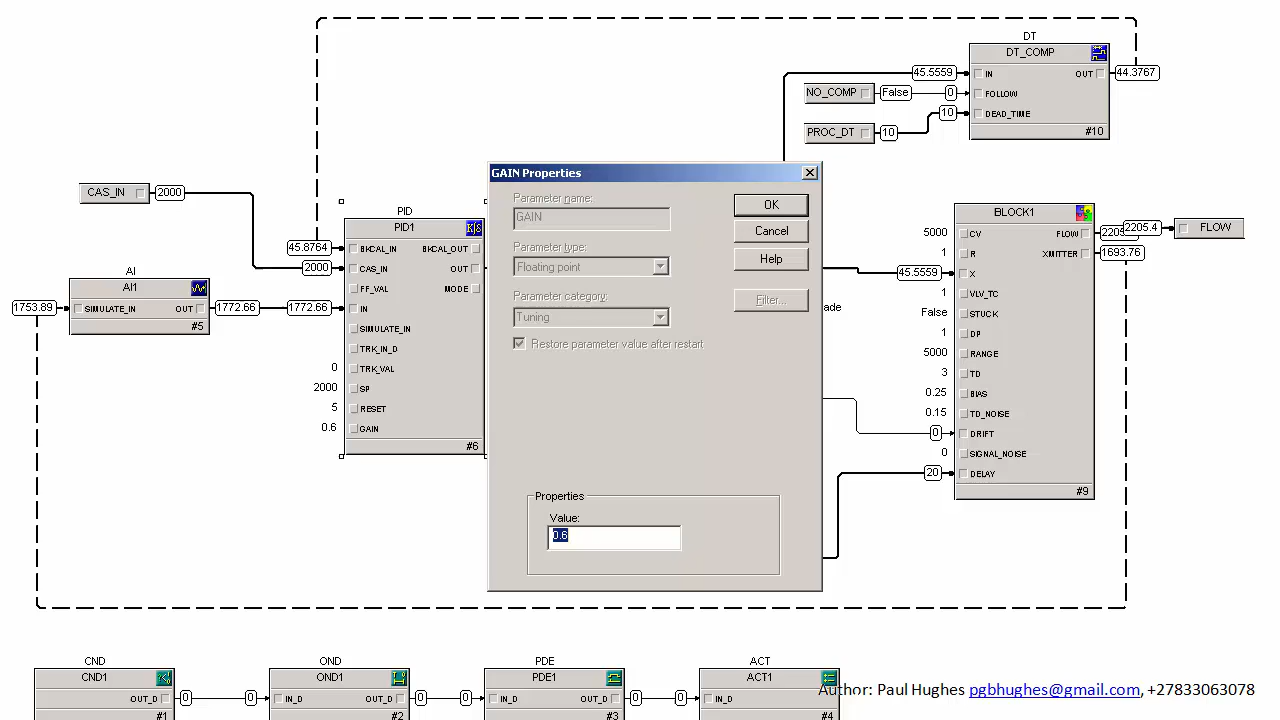 DT
DT_COMP
45.5559 IN OUT 44.3767
NO_COMP False 0 FOLLOW
10 DEAD_TIME
PROC_DT 10 #10
CAS_IN 2000
PID
PID1
45.8764 BKCAL_IN BKCAL_OUT
2000 CAS_IN OUT
FF_VAL MODE
AI
AI1
1753.89 SIMULATE_IN OUT 1772.66 1772.66 IN
#5
SIMULATE_IN
TRK_IN_D
0 TRK_VAL
2000 SP
5 RESET
0.6 GAIN
#6
GAIN Properties
Parameter name:
GAIN
Parameter type:
Floating point
Parameter category:
Tuning
Restore parameter value after restart
OK
Cancel
Help
Filter...
Properties
Value:
0.6
ade
BLOCK1
5000 CV FLOW 2205.4 FLOW
1 R XMITTER 1693.76
45.5559 X
1 VLV_TC
False STUCK
1 DP
5000 RANGE
3 TD
0.25 BIAS
0.15 TD_NOISE
0 DRIFT
0 SIGNAL_NOISE
20 DELAY
#9
CND
CND1
OUT_D 0
#1
OND
OND1
0 IN_D OUT_D 0
#2
PDE
PDE1
0 IN_D OUT_D 0
#3
ACT
ACT1
0 IN_D
#4
Author: Paul Hughes pgbhughes@gmail.com, +27833063078